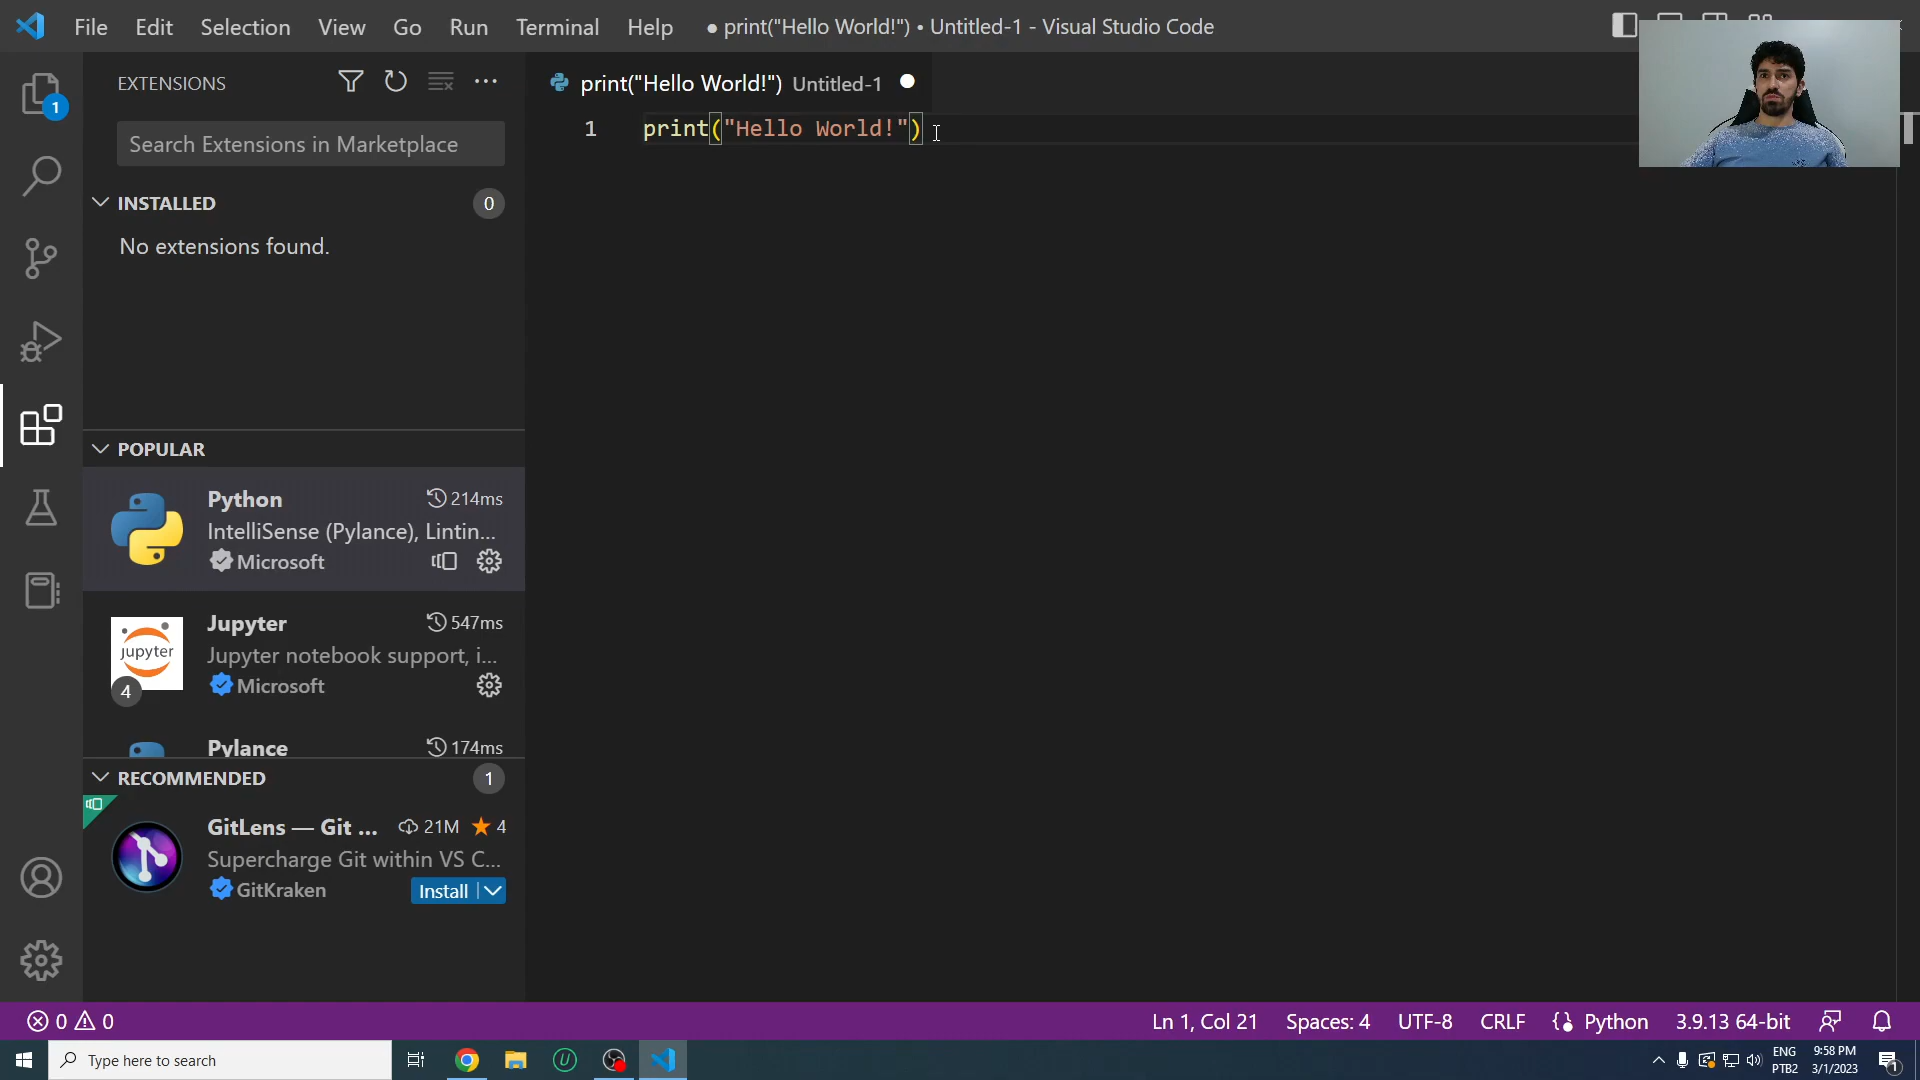 File Edit Selection View Go Run Terminal Help ● print("Hello World!") • Untitled-1 - Visual Studio Code
EXTENSIONS
print("Hello World!") Untitled-1 ●
1
Search Extensions in Marketplace
1 print("Hello World!")
INSTALLED 0
No extensions found.
POPULAR
Python 214ms
IntelliSense (Pylance), Lintin...
Microsoft
Jupyter 547ms
jupyter
Jupyter notebook support, i...
4
Microsoft
Pylance 174ms
RECOMMENDED 1
GitLens — Git ... 21M ★ 4
Supercharge Git within VS C...
GitKraken Install
0 0 Ln 1, Col 21 Spaces: 4 UTF-8 CRLF Python 3.9.13 64-bit
Type here to search
ENG
PTB2
9:58 PM
3/1/2023
1